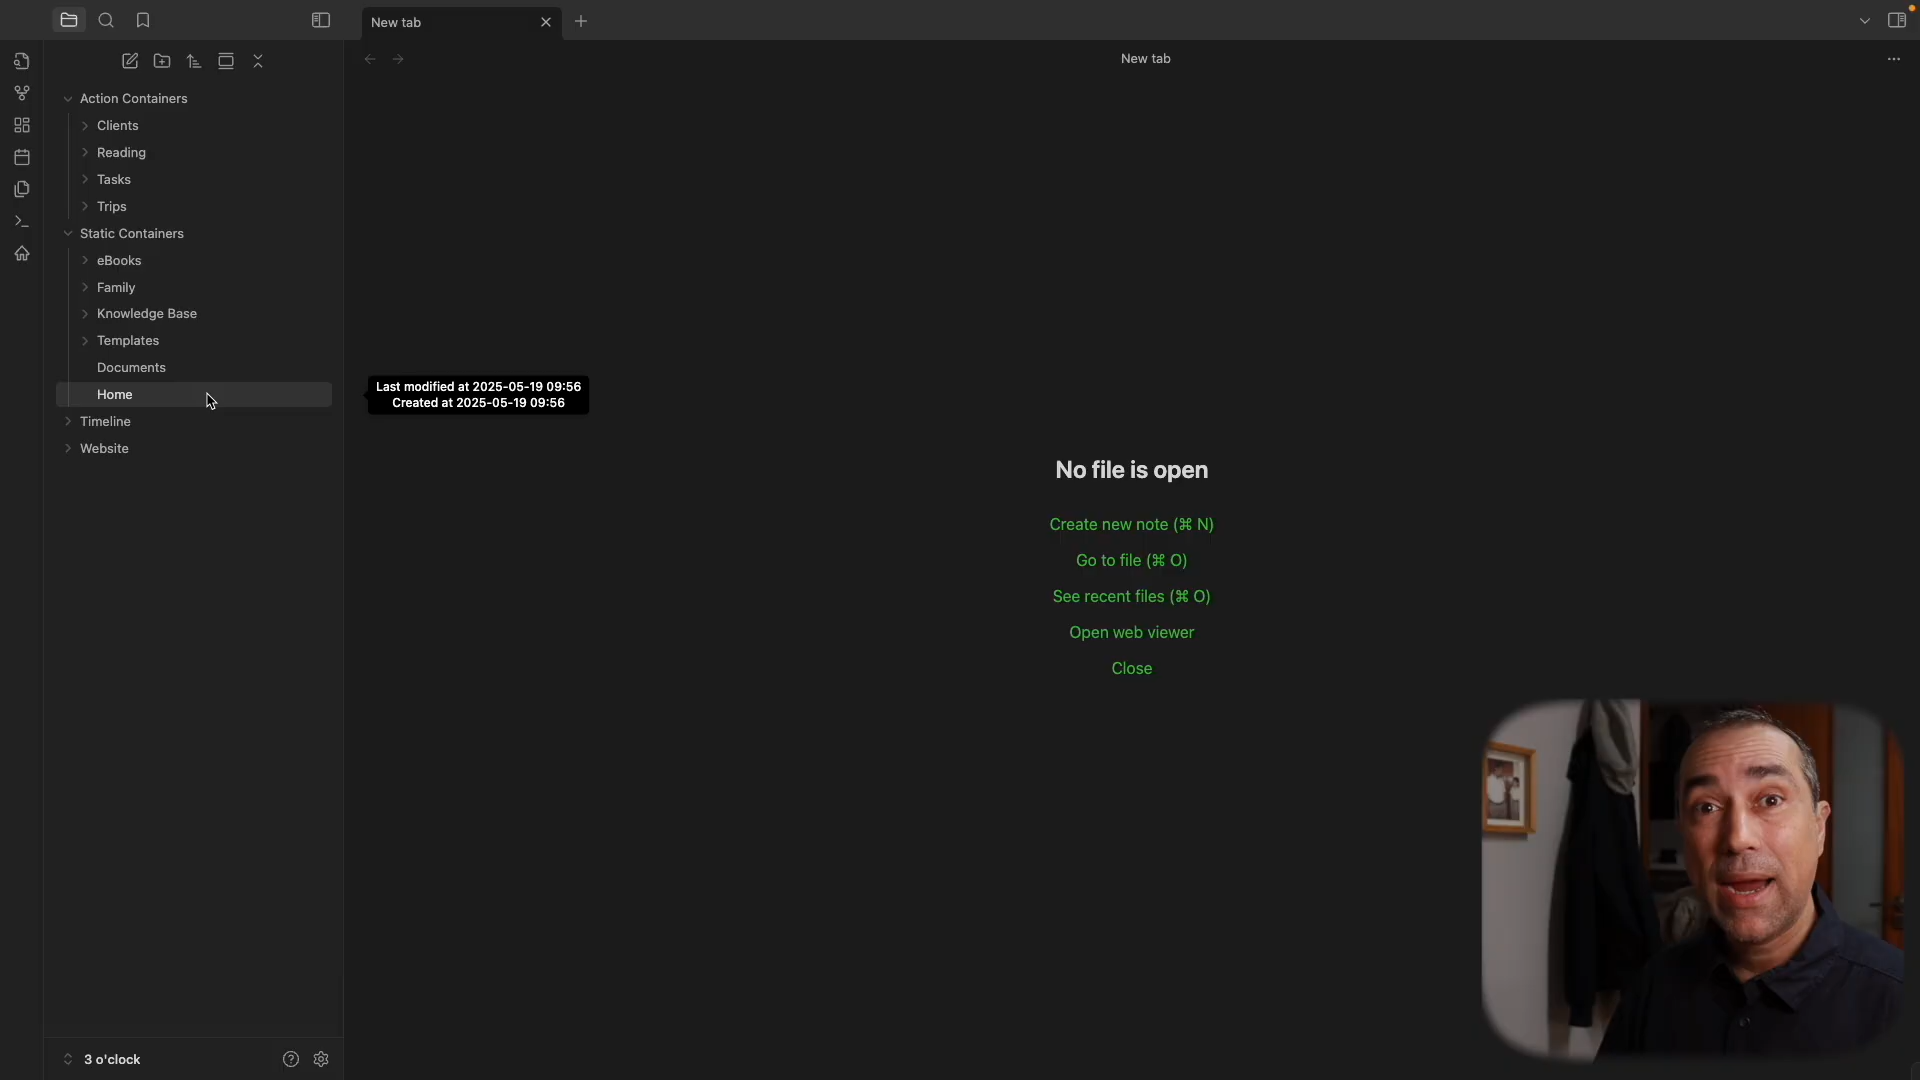 New tab
New tab
Action Containers
Clients
Reading
Tasks
Trips
Static Containers
eBooks
Family
Knowledge Base
Templates
Documents
Home
Timeline
Website
Last modified at 2025-05-19 09:56
Created at 2025-05-19 09:56
No file is open
Create new note (⌘ N)
Go to file (⌘ O)
See recent files (⌘ O)
Open web viewer
Close
3 o'clock